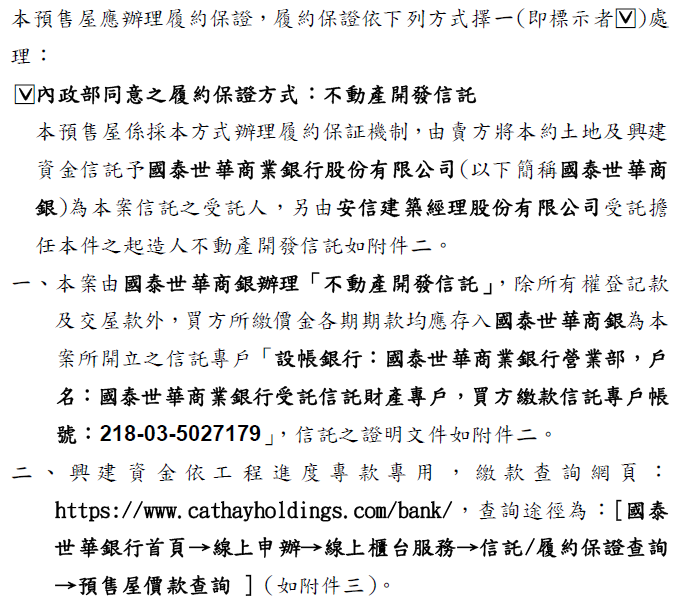 本預售屋應辦理履約保證，履約保證依下列方式擇一(即標示者☑)處
理：
☑內政部同意之履約保證方式：不動產開發信託
本預售屋係採本方式辦理履約保証機制，由賣方將本約土地及興建
資金信託予國泰世華商業銀行股份有限公司(以下簡稱國泰世華商
銀)為本案信託之受託人，另由安信建築經理股份有限公司受託擔
任本件之起造人不動產開發信託如附件二。
一、本案由國泰世華商銀辦理「不動產開發信託」，除所有權登記款
及交屋款外，買方所繳價金各期期款均應存入國泰世華商銀為本
案所開立之信託專戶「設帳銀行：國泰世華商業銀行營業部，戶
名：國泰世華商業銀行受託信託財產專戶，買方繳款信託專戶帳
號：218-03-5027179」，信託之證明文件如附件二。
二、興建資金依工程進度專款專用，繳款查詢網頁：
https://www.cathayholdings.com/bank/，查詢途徑為：[國泰
世華銀行首頁→線上申辦→線上櫃台服務→信託/履約保證查詢
→預售屋價款查詢 ]（如附件三）。